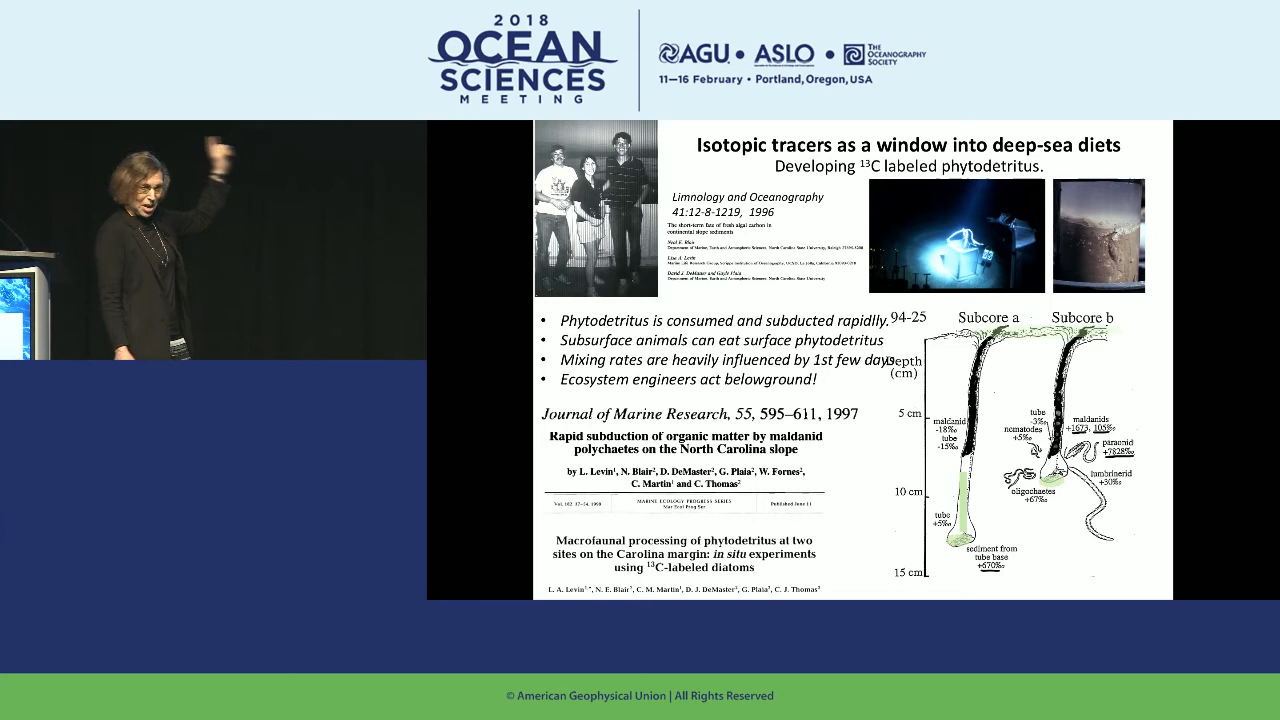 2018
OCEAN
SCIENCES
MEETING
AGU • ASLO • THE OCEANOGRAPHY SOCIETY
11—16 February • Portland, Oregon, USA
Isotopic tracers as a window into deep-sea diets
Developing ¹³C labeled phytodetritus.
Limnology and Oceanography
41:12-8-1219, 1996
The short-term fate of fresh algal carbon in
continental slope sediments
Neal E. Blair
Department of Marine, Earth and Atmospheric Sciences, North Carolina State University, Raleigh 27695-8208
Lisa A. Levin
Marine Life Research Group, Scripps Institution of Oceanography, UCSD, La Jolla, California 92093-0218
David J. DeMaster and Gayle Plaia
Department of Marine, Earth and Atmospheric Sciences, North Carolina State University
• Phytodetritus is consumed and subducted rapidlly.
• Subsurface animals can eat surface phytodetritus
• Mixing rates are heavily influenced by 1st few days
• Ecosystem engineers act belowground!
Journal of Marine Research, 55, 595–611, 1997
Rapid subduction of organic matter by maldanid
polychaetes on the North Carolina slope
by L. Levin¹, N. Blair², D. DeMaster², G. Plaia², W. Fornes²,
C. Martin¹ and C. Thomas²
MARINE ECOLOGY PROGRESS SERIES
Mar Ecol Prog Ser
Published June 11
Macrofaunal processing of phytodetritus at two
sites on the Carolina margin: in situ experiments
using ¹³C-labeled diatoms
L. A. Levin¹,*, N. E. Blair², C. M. Martin¹, D. J. DeMaster², G. Plaia², C. J. Thomas²
94-25
Subcore a
Subcore b
Depth
(cm)
5 cm
10 cm
15 cm
maldanid
-18‰
tube
-15‰
tube
-3‰
nematodes
+5‰
maldanids
+1673, 105‰
paraonid
+7828‰
lumbrinerid
+30‰
oligochaetes
+67‰
tube
+5‰
sediment from
tube base
+670‰
© American Geophysical Union | All Rights Reserved